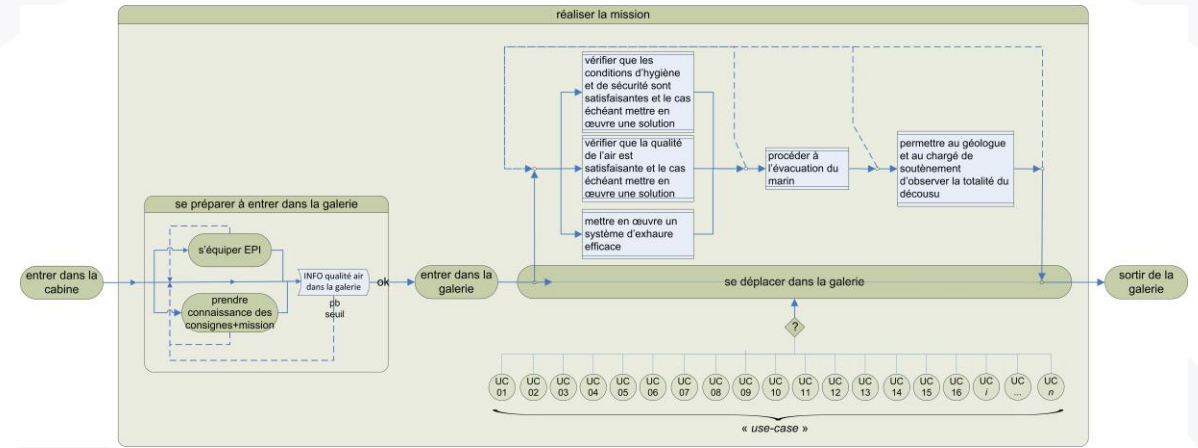 réaliser la mission
vérifier que les
conditions d'hygiène
et de sécurité sont
satisfaisantes et le cas
échéant mettre en
œuvre une solution
vérifier que la qualité
de l'air est
satisfaisante et le cas
échéant mettre en
œuvre une solution
mettre en œuvre un
système d'exhaure
efficace
procéder à
l'évacuation du
marin
permettre au géologue
et au chargé de
soutènement
d'observer la totalité du
décousu
se préparer à entrer dans la galerie
s'équiper EPI
prendre
connaissance des
consignes+mission
INFO qualité air
dans la galerie
ok
pb
seuil
entrer dans la
cabine
entrer dans la
galerie
se déplacer dans la galerie
sortir de la
galerie
?
UC
01
UC
02
UC
03
UC
04
UC
05
UC
06
UC
07
UC
08
UC
09
UC
10
UC
11
UC
12
UC
13
UC
14
UC
15
UC
16
UC
i
UC
...
UC
n
« use-case »